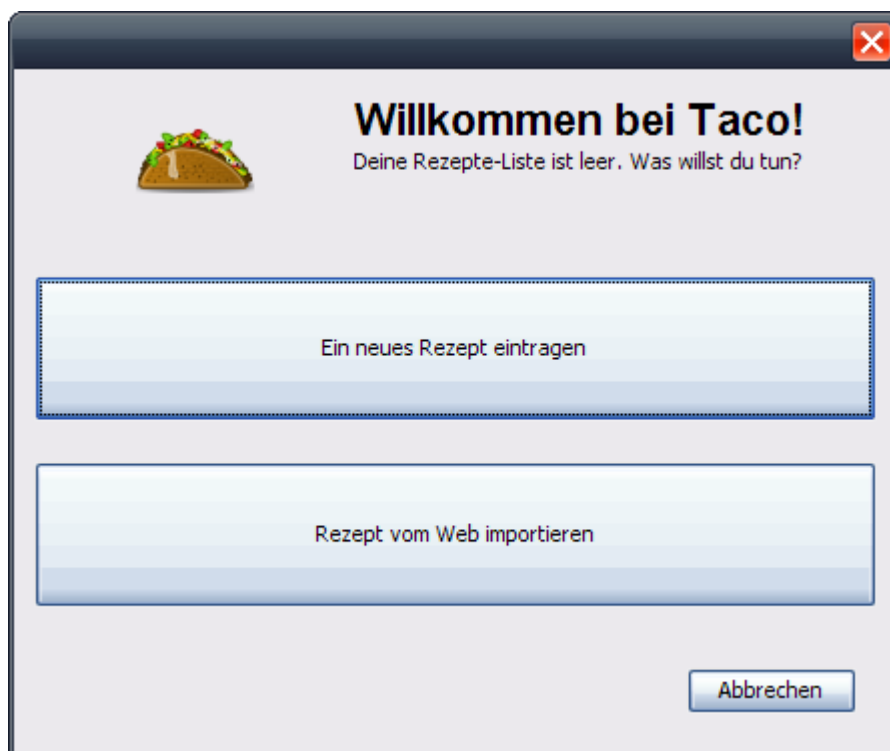 Willkommen bei Taco!
Deine Rezepte-Liste ist leer. Was willst du tun?
Ein neues Rezept eintragen
Rezept vom Web importieren
Abbrechen